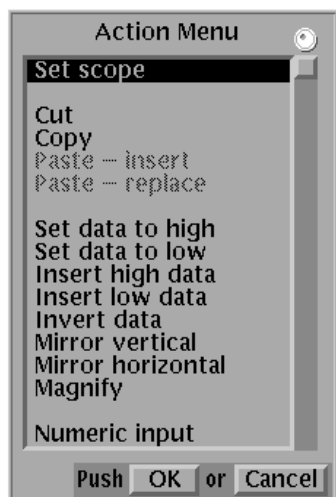 Action Menu
Set scope
Cut
Copy
Paste – insert
Paste – replace
Set data to high
Set data to low
Insert high data
Insert low data
Invert data
Mirror vertical
Mirror horizontal
Magnify
Numeric input
Push OK or Cancel